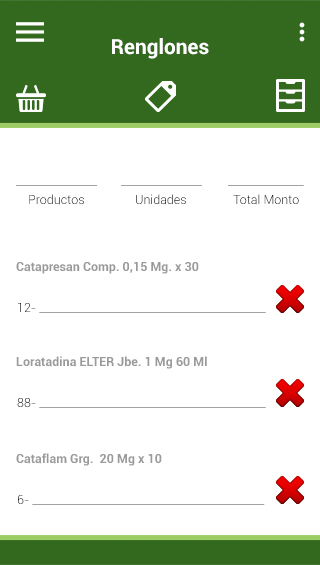 Renglones
Productos Unidades Total Monto
Catapresan Comp. 0,15 Mg. x 30
12-
Loratadina ELTER Jbe. 1 Mg 60 Ml
88-
Cataflam Grg. 20 Mg x 10
6-